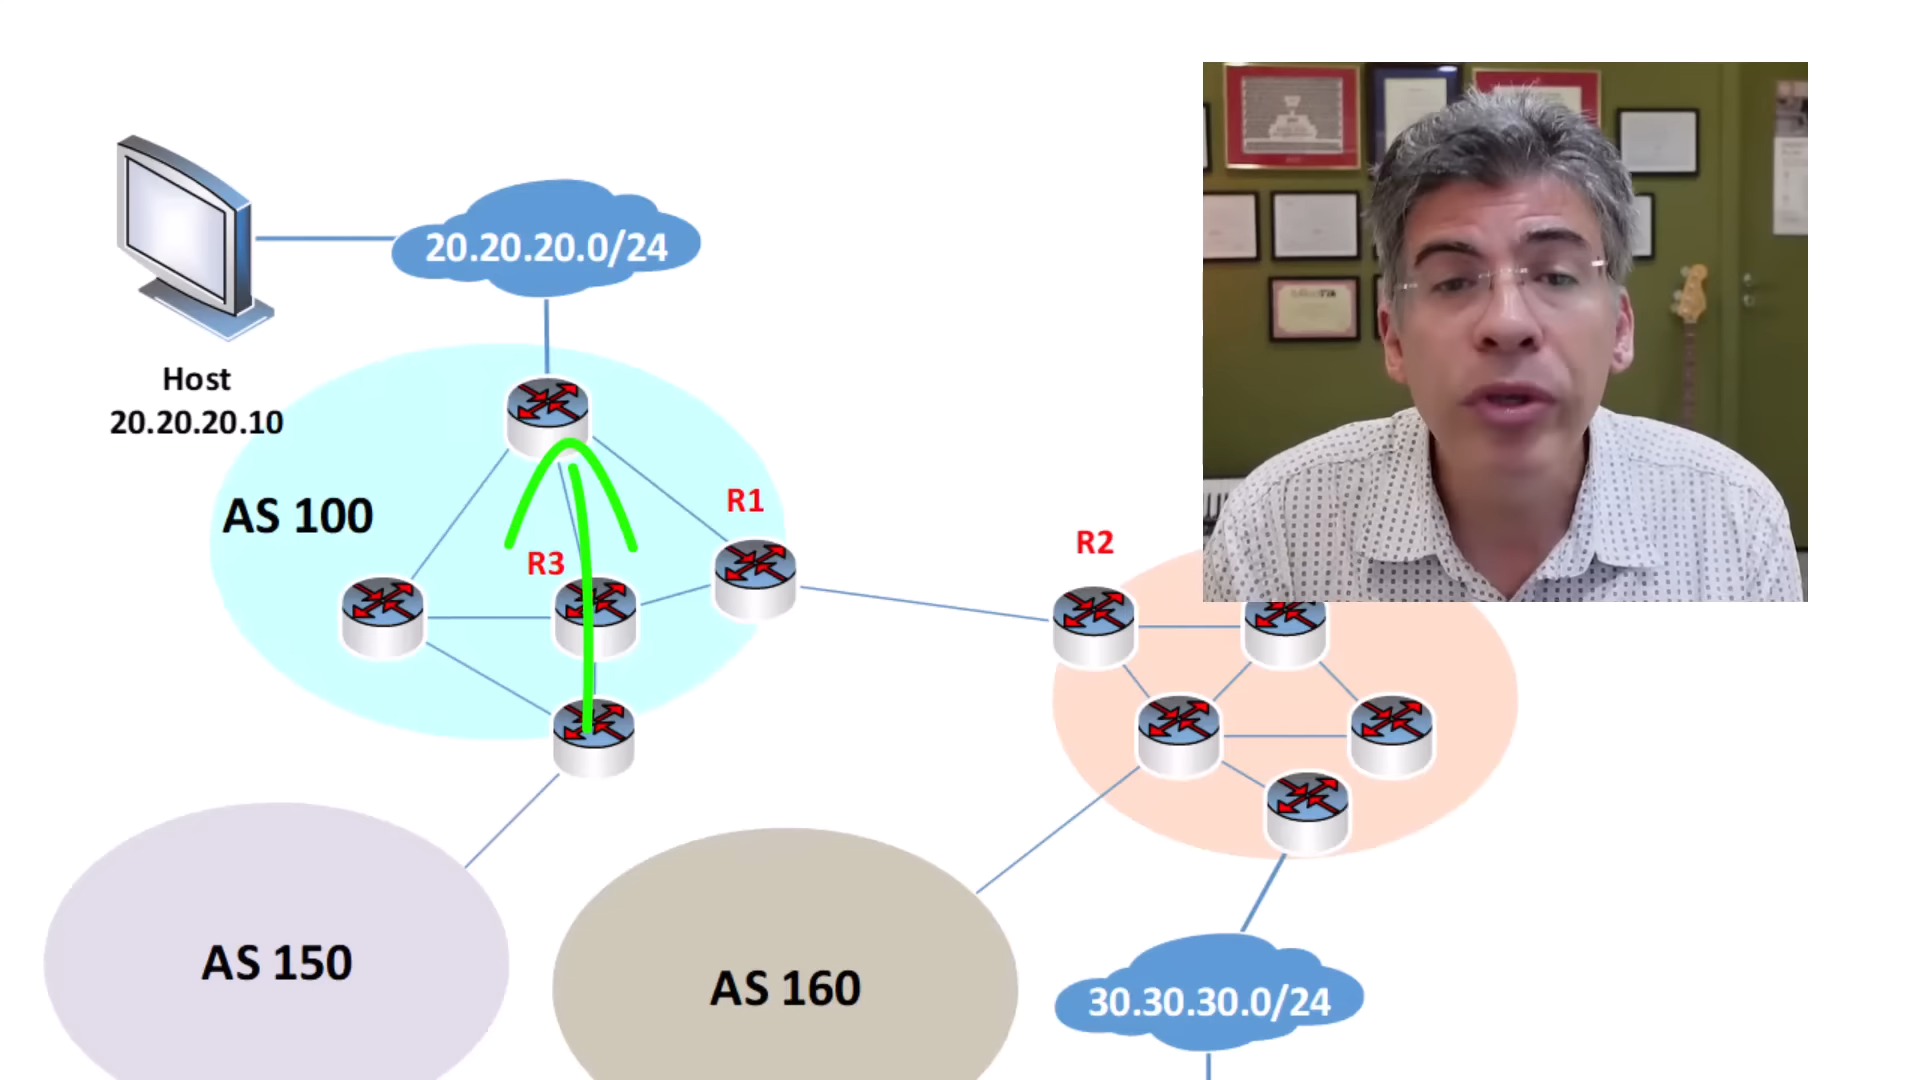 20.20.20.0/24
Host
20.20.20.10
AS 100
R1
R3
R2
AS 150
AS 160
30.30.30.0/24